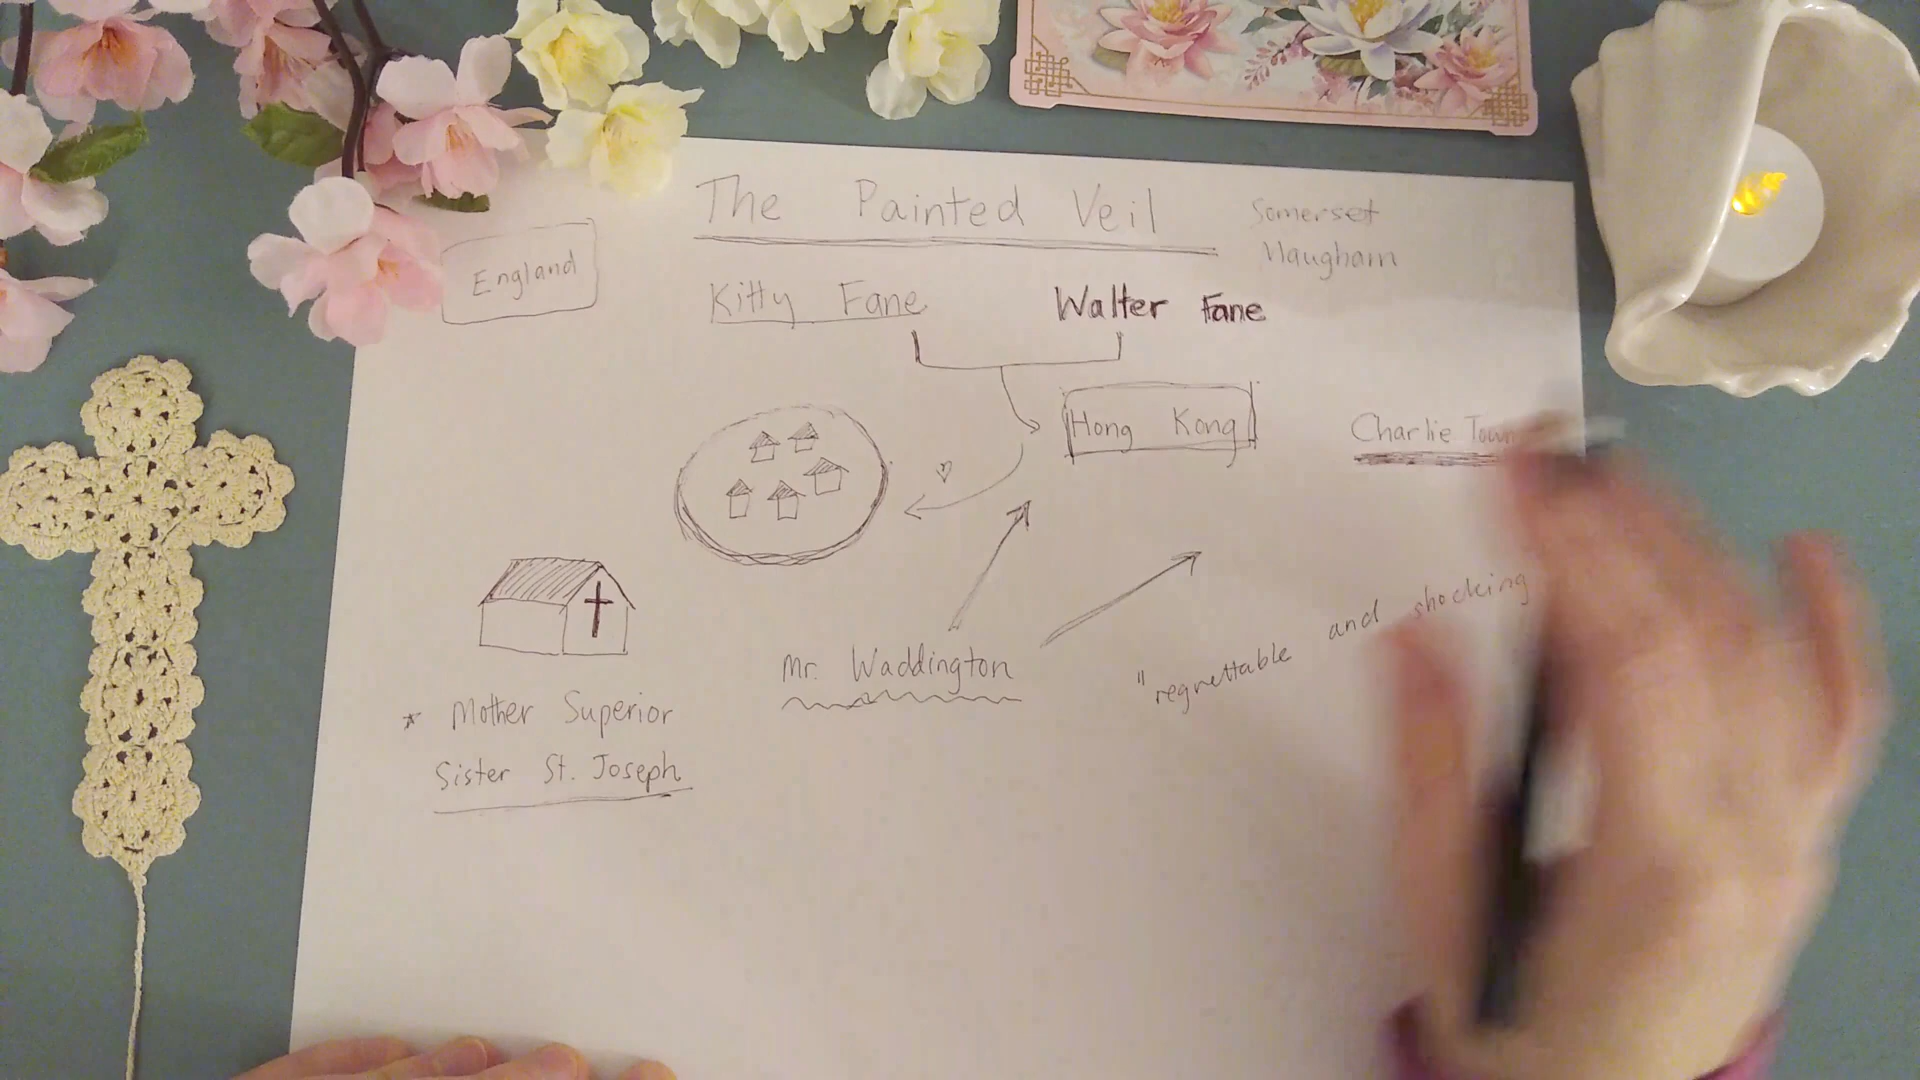 The Painted Veil
Somerset
Maugham
England
Kitty Fane
Walter Fane
Hong Kong
Charlie
Mr. Waddington
"regrettable and shocking
* Mother Superior
Sister St. Joseph